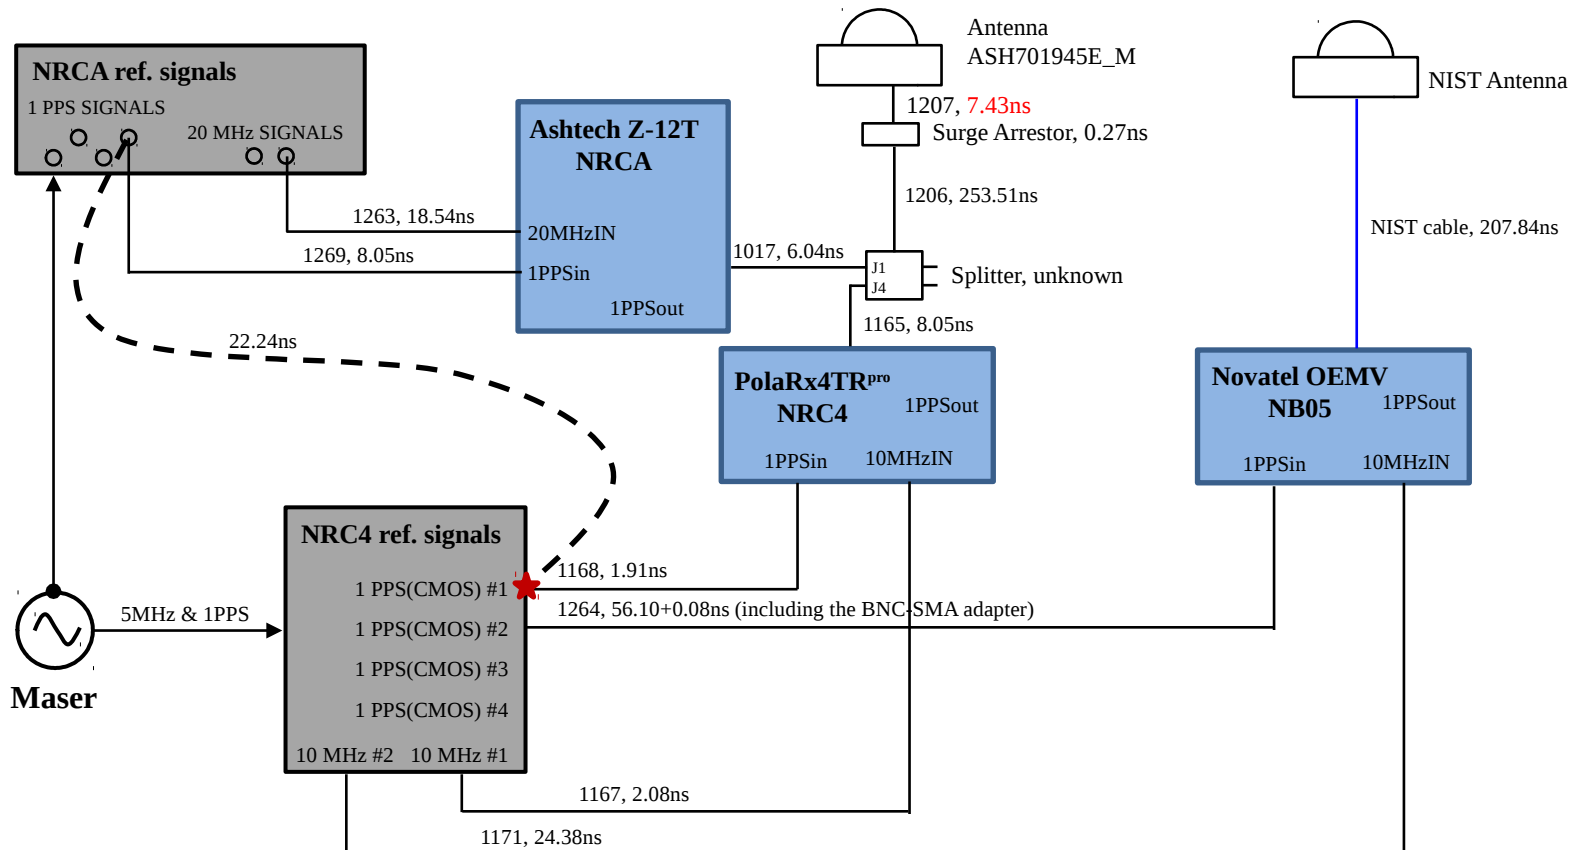 Antenna
ASH701945E_M
NRCA ref. signals
1 PPS SIGNALS
20 MHz SIGNALS
1207, 7.43ns
Surge Arrestor, 0.27ns
NIST Antenna
Ashtech Z-12T
NRCA
1206, 253.51ns
1263, 18.54ns
20MHzIN
NIST cable, 207.84ns
1269, 8.05ns
1PPSin
1017, 6.04ns
J1
J4
Splitter, unknown
1PPSout
1165, 8.05ns
22.24ns
PolaRx4TRpro
NRC4
1PPSout
1PPSin
10MHzIN
Novatel OEMV
NB05
1PPSout
1PPSin
10MHzIN
NRC4 ref. signals
1 PPS(CMOS) #1
1168, 1.91ns
1264, 56.10+0.08ns (including the BNC-SMA adapter)
5MHz & 1PPS
1 PPS(CMOS) #2
1 PPS(CMOS) #3
Maser
1 PPS(CMOS) #4
10 MHz #2
10 MHz #1
1167, 2.08ns
1171, 24.38ns